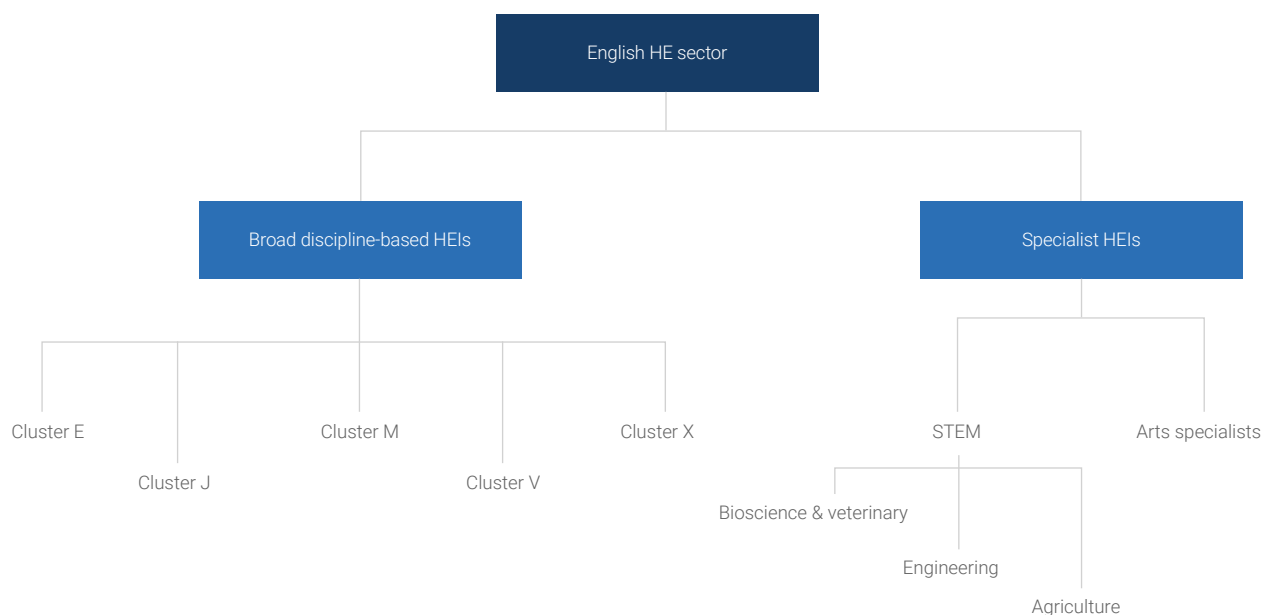 English HE sector
Broad discipline-based HEIs
Specialist HEIs
Cluster E
Cluster M
Cluster X
STEM
Arts specialists
Cluster J
Cluster V
Bioscience & veterinary
Engineering
Agriculture